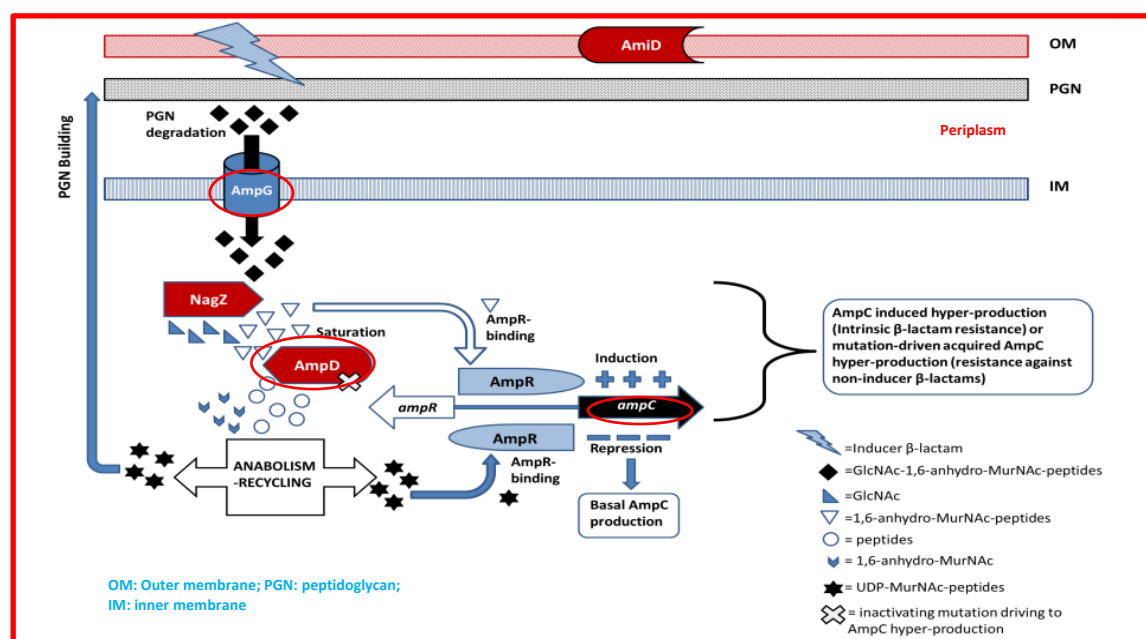 AmiD
OM
PGN
PGN
degradation
Periplasm
PGN Building
AmpG
IM
NagZ
Saturation
AmpR-
binding
AmpD
Induction
AmpR
ampR
ampC
AmpR
Repression
AmpR-
binding
ANABOLISM
-RECYCLING
Basal AmpC
production
AmpC induced hyper-production
(Intrinsic β-lactam resistance) or
mutation-driven acquired AmpC
hyper-production (resistance against
non-inducer β-lactams)
=Inducer β-lactam
=GlcNAc-1,6-anhydro-MurNAc-peptides
=GlcNAc
=1,6-anhydro-MurNAc-peptides
= peptides
= 1,6-anhydro-MurNAc
= UDP-MurNAc-peptides
= inactivating mutation driving to
AmpC hyper-production
OM: Outer membrane; PGN: peptidoglycan;
IM: inner membrane